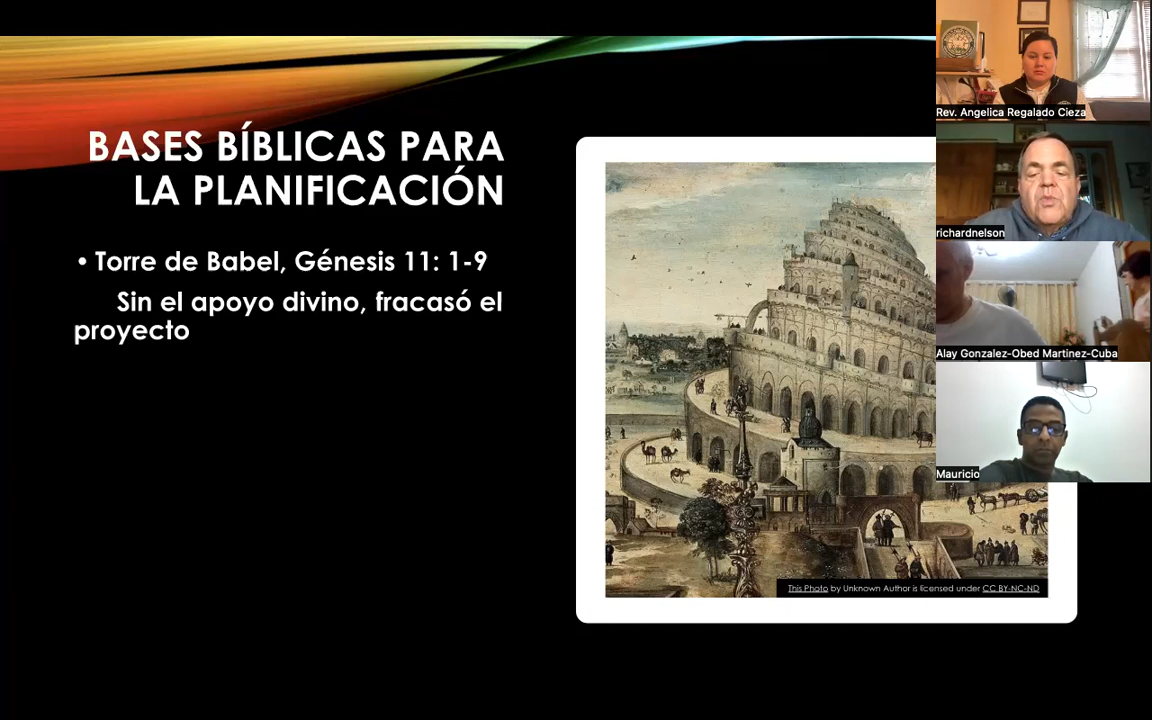 BASES BÍBLICAS PARA
LA PLANIFICACIÓN
• Torre de Babel, Génesis 11: 1-9
Sin el apoyo divino, fracasó el
proyecto
This Photo by Unknown Author is licensed under CC BY-NC-ND
Rev. Angelica Regalado Cieza
richardnelson
Alay Gonzalez-Obed Martinez-Cuba
Mauricio